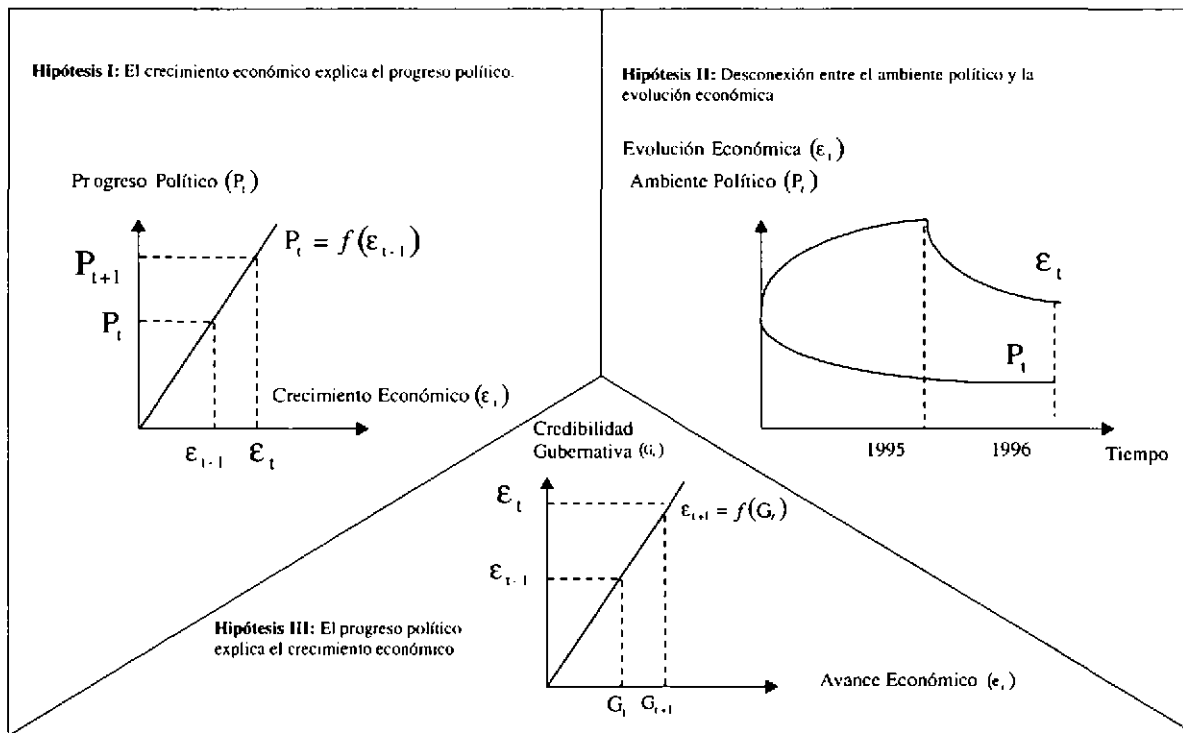 Hipótesis I: El crecimiento económico explica el progreso político.
Progreso Político (Pₜ)
Pₜ = f(εₜ₋₁)
Pₜ₊₁
Pₜ
Crecimiento Económico (εₜ)
εₜ₋₁ εₜ
Hipótesis II: Desconexión entre el ambiente político y la
evolución económica
Evolución Económica (εₜ)
Ambiente Político (Pₜ)
εₜ
Pₜ
1995 1996 Tiempo
Credibilidad
Gubernativa (Gₜ)
εₜ
εₜ₊₁ = f(Gₜ)
εₜ₋₁
Hipótesis III: El progreso político
explica el crecimiento económico
Avance Económico (eₜ)
Gₜ Gₜ₊₁